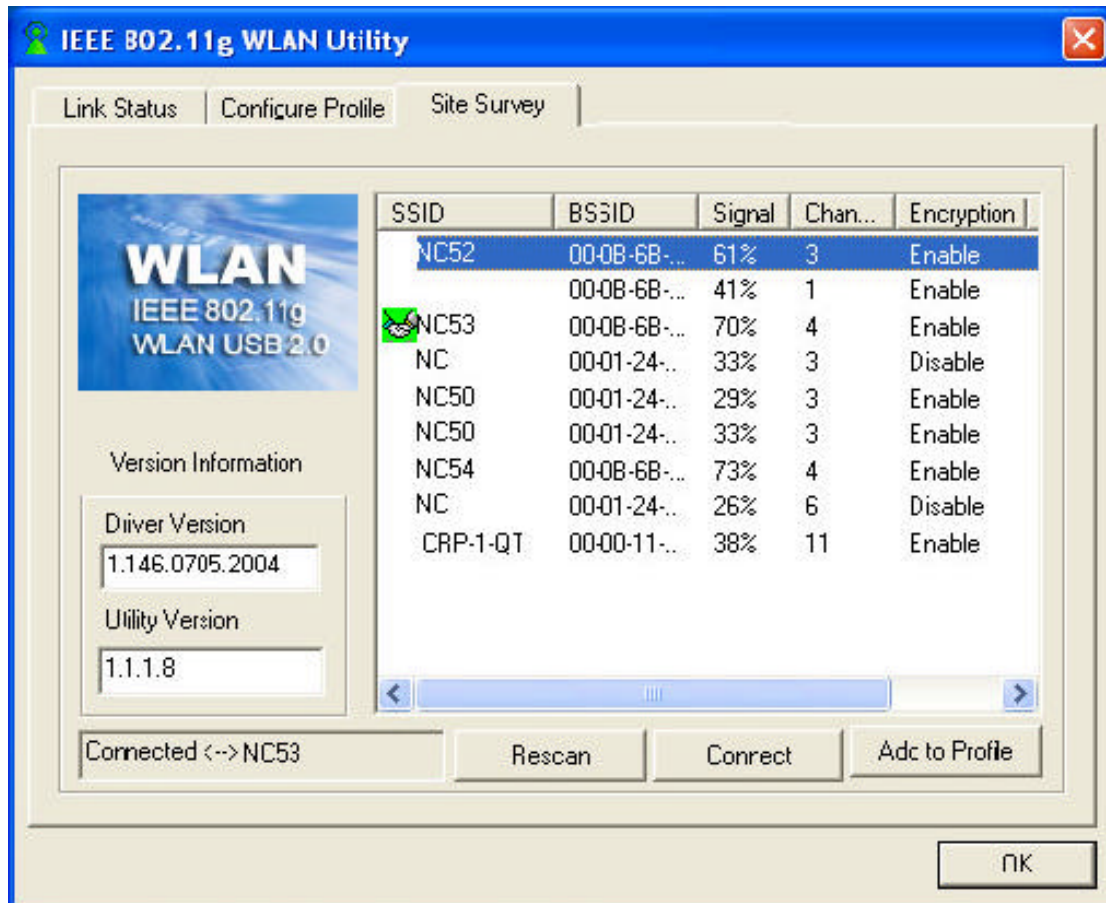 IEEE 802.11g WLAN Utility
Link Status Configure Profile Site Survey
WLAN
IEEE 802.11g
WLAN USB 2.0
SSID BSSID Signal Chan... Encryption
NC52 00-0B-6B-... 61% 3 Enable
00-0B-6B-... 41% 1 Enable
NC53 00-0B-6B-... 70% 4 Enable
NC 00-01-24-... 33% 3 Disable
NC50 00-01-24-... 29% 3 Enable
NC50 00-01-24-... 33% 3 Enable
NC54 00-0B-6B-... 73% 4 Enable
NC 00-01-24-... 26% 6 Disable
CRP-1-QT 00-00-11-... 38% 11 Enable
Version Information
Driver Version
1.146.0705.2004
Utility Version
1.1.1.8
Connected <--> NC53 Rescan Connect Add to Profile
OK